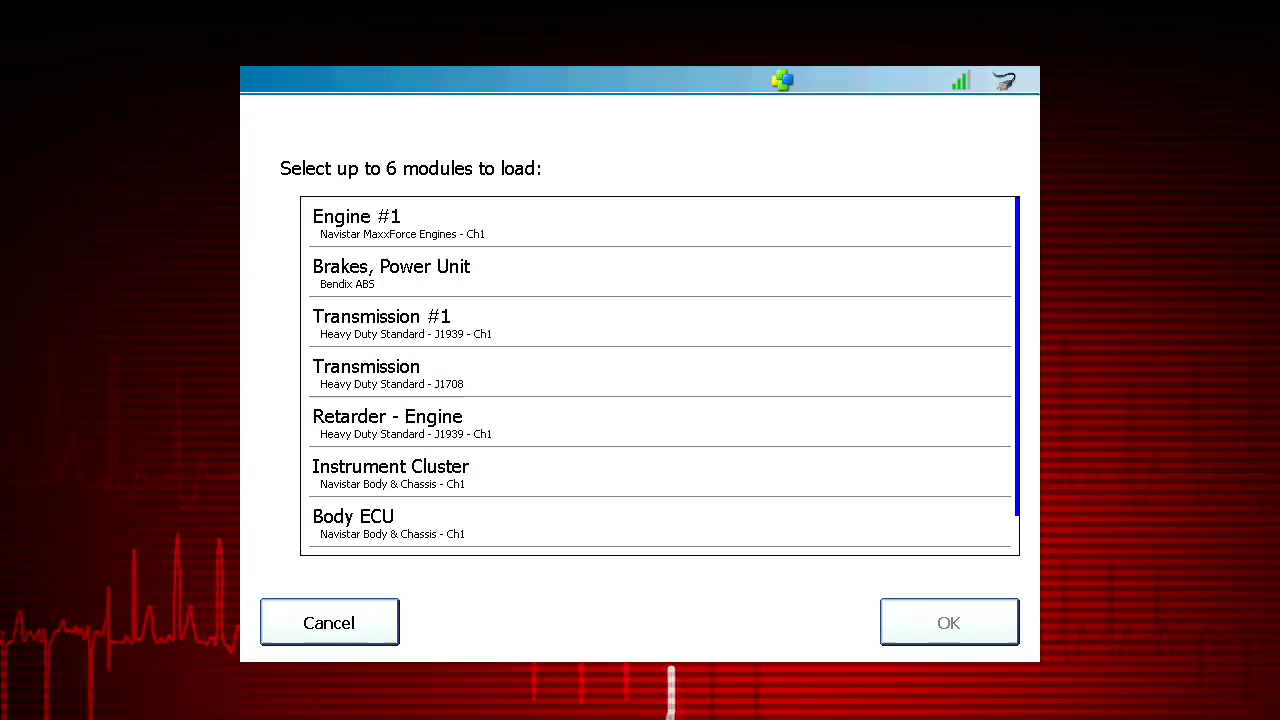 Select up to 6 modules to load:
Engine #1
Navistar MaxxForce Engines - Ch1
Brakes, Power Unit
Bendix ABS
Transmission #1
Heavy Duty Standard - J1939 - Ch1
Transmission
Heavy Duty Standard - J1708
Retarder - Engine
Heavy Duty Standard - J1939 - Ch1
Instrument Cluster
Navistar Body & Chassis - Ch1
Body ECU
Navistar Body & Chassis - Ch1
Cancel
OK